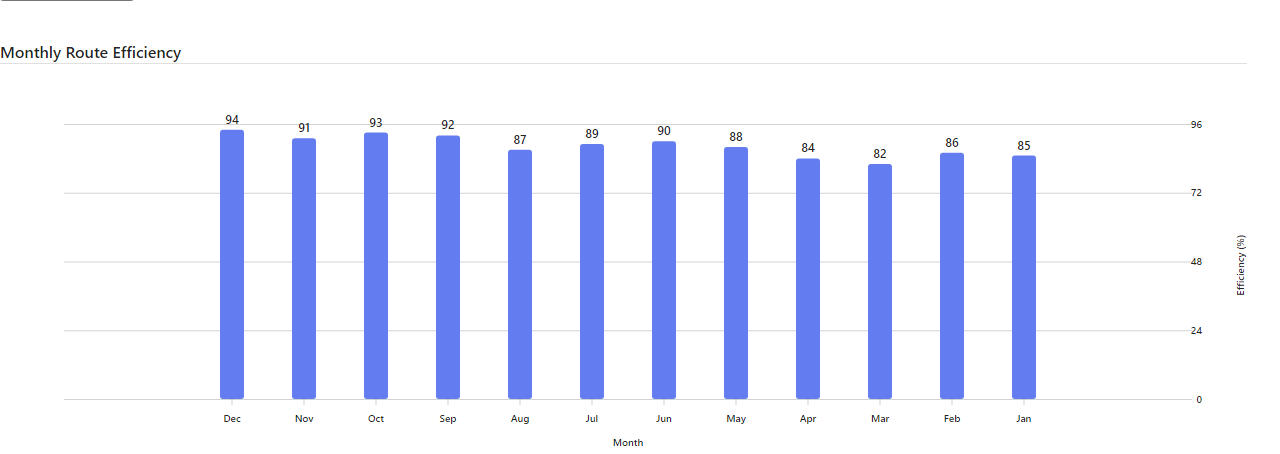 Monthly Route Efficiency
94 91 93 92 87 89 90 88 84 82 86 85
96
72
48
24
0
Efficiency (%)
Dec Nov Oct Sep Aug Jul Jun May Apr Mar Feb Jan
Month